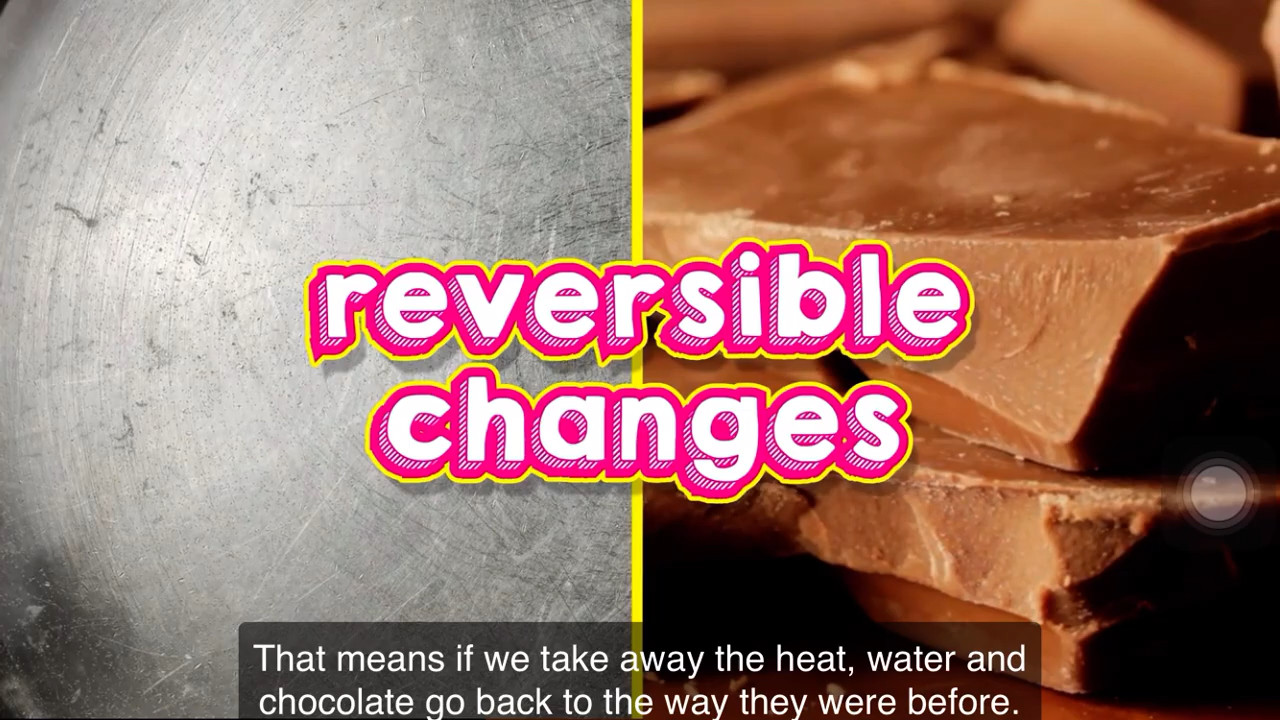 reversible
changes
That means if we take away the heat, water and
chocolate go back to the way they were before.